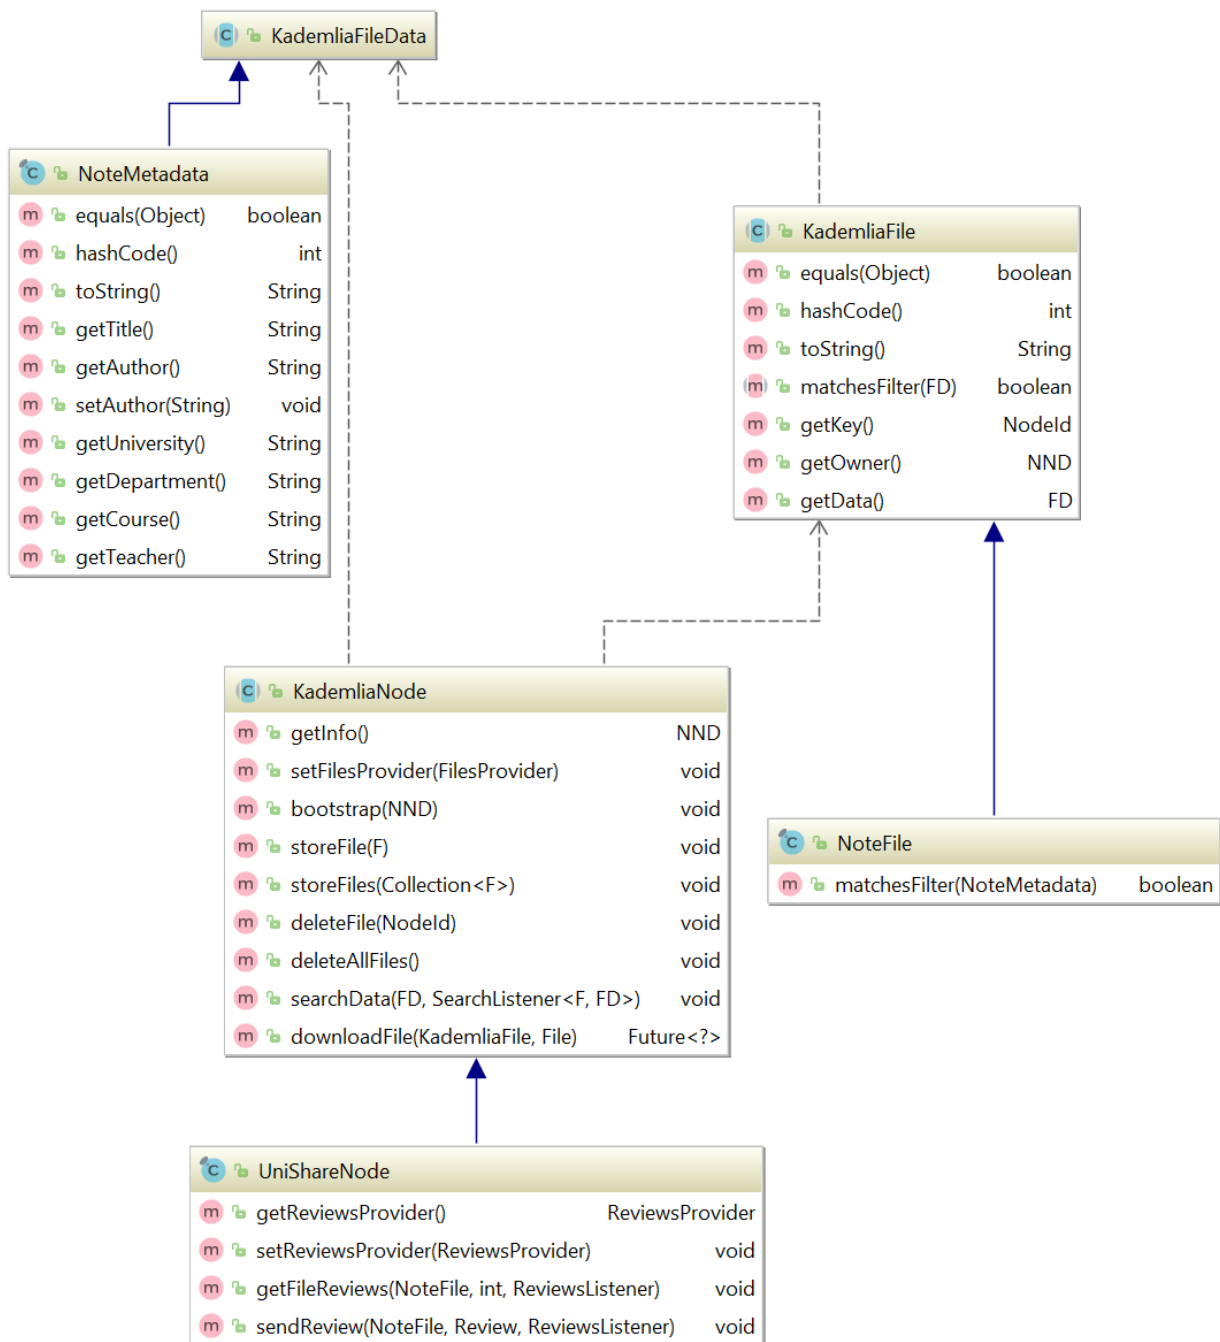 KademliaFileData
NoteMetadata
equals(Object) boolean
hashCode() int
toString() String
getTitle() String
getAuthor() String
setAuthor(String) void
getUniversity() String
getDepartment() String
getCourse() String
getTeacher() String
KademliaFile
equals(Object) boolean
hashCode() int
toString() String
matchesFilter(FD) boolean
getKey() NodeId
getOwner() NND
getData() FD
KademliaNode
getInfo() NND
setFilesProvider(FilesProvider) void
bootstrap(NND) void
storeFile(F) void
storeFiles(Collection<F>) void
deleteFile(NodeId) void
deleteAllFiles() void
searchData(FD, SearchListener<F, FD>) void
downloadFile(KademliaFile, File) Future<?>
NoteFile
matchesFilter(NoteMetadata) boolean
UniShareNode
getReviewsProvider() ReviewsProvider
setReviewsProvider(ReviewsProvider) void
getFileReviews(NoteFile, int, ReviewsListener) void
sendReview(NoteFile, Review, ReviewsListener) void